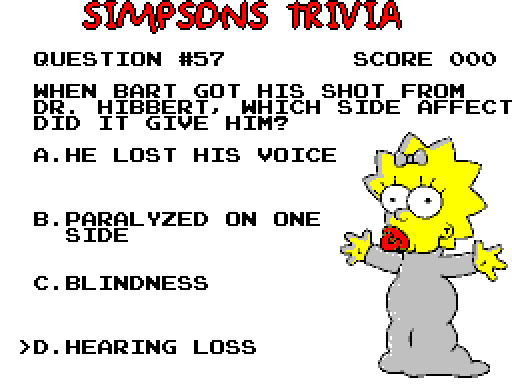 SIMPSONS TRIVIA
QUESTION #57 SCORE 000
WHEN BART GOT HIS SHOT FROM
DR. HIBBERT, WHICH SIDE AFFECT
DID IT GIVE HIM?
A.HE LOST HIS VOICE
B.PARALYZED ON ONE
SIDE
C.BLINDNESS
>D.HEARING LOSS